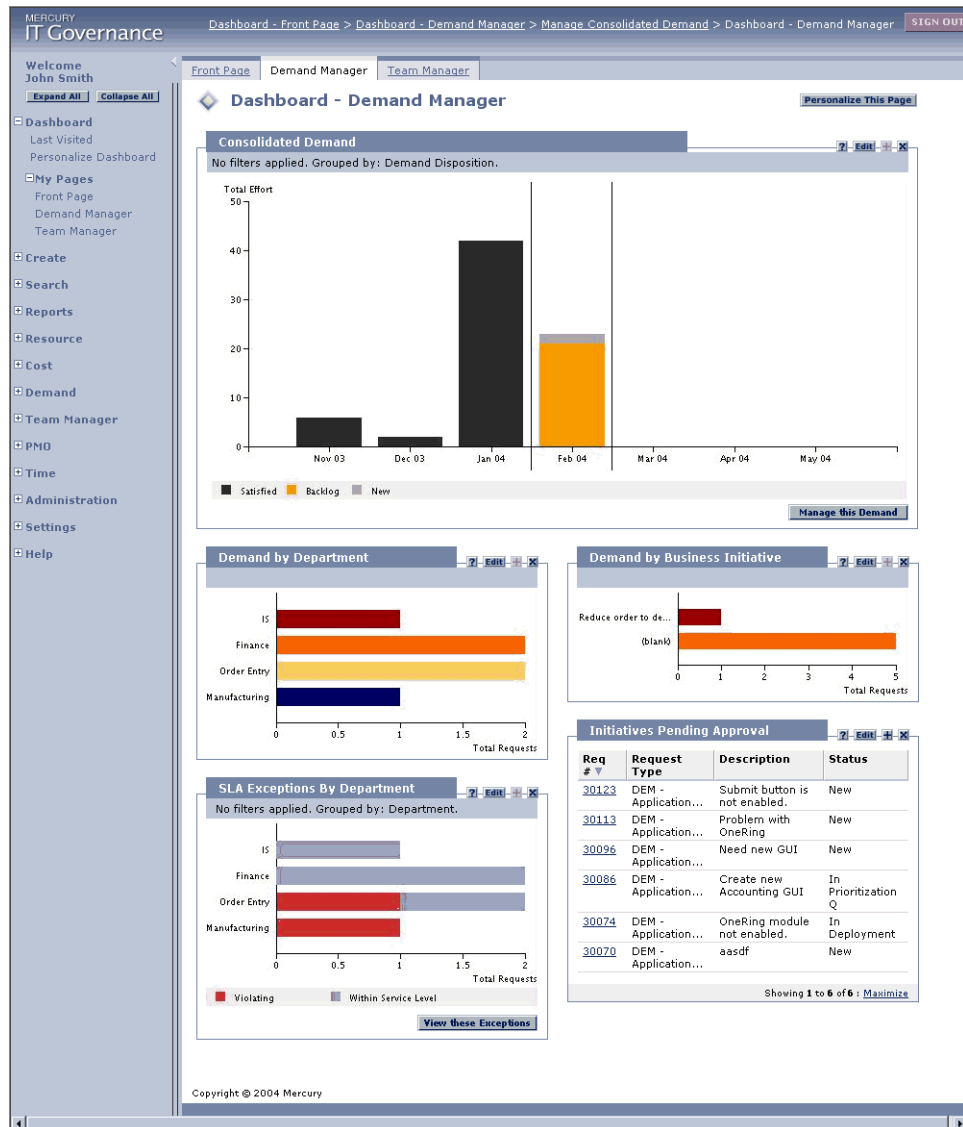 MERCURY
IT Governance
Dashboard - Front Page > Dashboard - Demand Manager > Manage Consolidated Demand > Dashboard - Demand Manager
SIGN OUT
Welcome
John Smith
Expand All Collapse All
Dashboard
Last Visited
Personalize Dashboard
My Pages
Front Page
Demand Manager
Team Manager
Create
Search
Reports
Resource
Cost
Demand
Team Manager
PMO
Time
Administration
Settings
Help
Front Page Demand Manager Team Manager
Dashboard - Demand Manager
Personalize This Page
Consolidated Demand
? Edit + X
No filters applied. Grouped by: Demand Disposition.
Total Effort
50
40
30
20
10
0
Nov 03 Dec 03 Jan 04 Feb 04 Mar 04 Apr 04 May 04
Satisfied Backlog New
Manage this Demand
Demand by Department
? Edit + X
IS
Finance
Order Entry
Manufacturing
0 0.5 1 1.5 2
Total Requests
Demand by Business Initiative
? Edit + X
Reduce order to de...
(blank)
0 1 2 3 4 5
Total Requests
SLA Exceptions By Department
? Edit + X
No filters applied. Grouped by: Department.
IS
Finance
Order Entry
Manufacturing
0 0.5 1 1.5 2
Total Requests
Violating Within Service Level
View these Exceptions
Initiatives Pending Approval
? Edit + X
Req # Request Type Description Status
30123 DEM - Application... Submit button is not enabled. New
30113 DEM - Application... Problem with OneRing New
30096 DEM - Application... Need new GUI New
30086 DEM - Application... Create new Accounting GUI In Prioritization Q
30074 DEM - Application... OneRing module not enabled. In Deployment
30070 DEM - Application... aasdf New
Showing 1 to 6 of 6 : Maximize
Copyright © 2004 Mercury